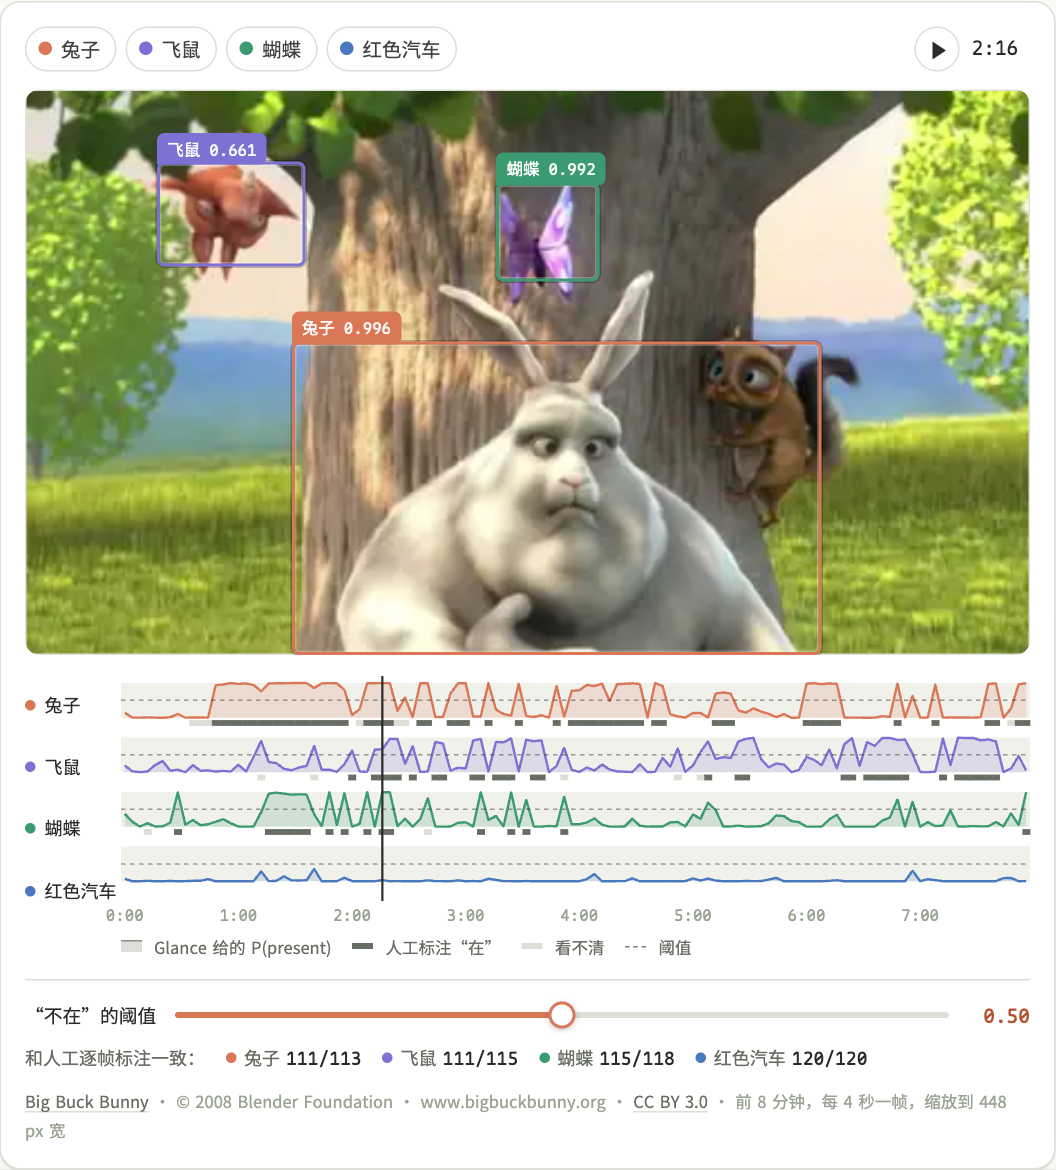 兔子 飞鼠 蝴蝶 红色汽车 2:16
飞鼠 0.661
蝴蝶 0.992
兔子 0.996
兔子
飞鼠
蝴蝶
红色汽车
0:00 1:00 2:00 3:00 4:00 5:00 6:00 7:00
Glance 给的 P(present) 人工标注“在” 看不清 阈值
“不在”的阈值 0.50
和人工逐帧标注一致: 兔子 111/113 飞鼠 111/115 蝴蝶 115/118 红色汽车 120/120
Big Buck Bunny · © 2008 Blender Foundation · www.bigbuckbunny.org · CC BY 3.0 · 前 8 分钟，每 4 秒一帧，缩放到 448
px 宽